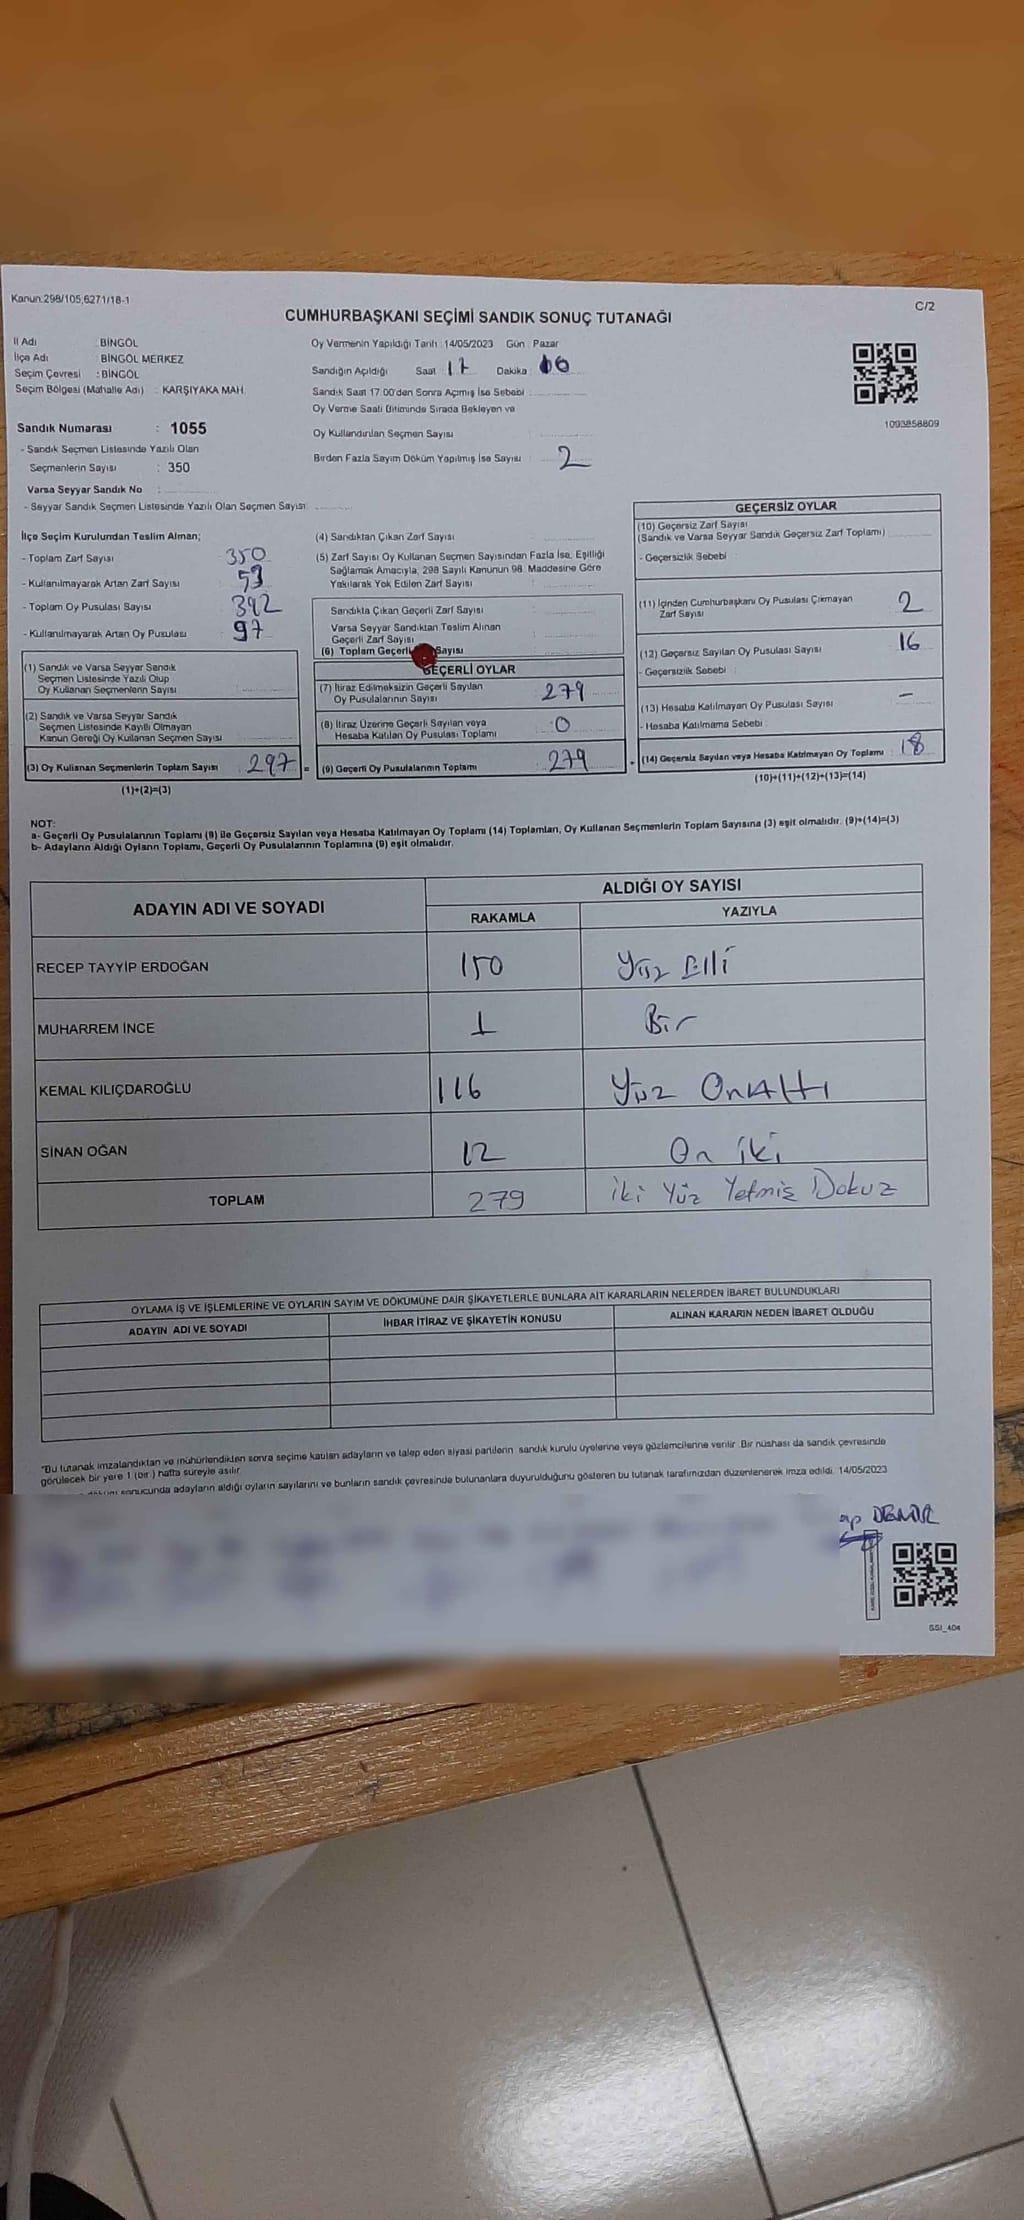 Kanun:298/105,6271/18-1
C/2
CUMHURBAŞKANI SEÇİMİ SANDIK SONUÇ TUTANAĞI
İl Adı : BİNGÖL
İlçe Adı : BİNGÖL MERKEZ
Seçim Çevresi : BİNGÖL
Seçim Bölgesi (Mahalle Adı) : KARŞIYAKA MAH.
Sandık Numarası : 1055
- Sandık Seçmen Listesinde Yazılı Olan
Seçmenlerin Sayısı : 350
Varsa Seyyar Sandık No :
- Seyyar Sandık Seçmen Listesinde Yazılı Olan Seçmen Sayısı:
Oy Vermenin Yapıldığı Tarih : 14/05/2023 Gün : Pazar
Sandığın Açıldığı Saat : 17 Dakika :
Sandık Saat 17:00'den Sonra Açımış İse Sebebi :
Oy Verme Saati Bitiminde Sırada Bekleyen ve
Oy Kullandırılan Seçmen Sayısı
Birden Fazla Sayım Döküm Yapılmış İse Sayısı : 2
1093858809
İlçe Seçim Kurulundan Teslim Alınan;
- Toplam Zarf Sayısı 350
- Kullanılmayarak Artan Zarf Sayısı 53
- Toplam Oy Pusulası Sayısı 392
- Kullanılmayarak Artan Oy Pusulası 97
(1) Sandık ve Varsa Seyyar Sandık
Seçmen Listesinde Yazılı Olup
Oy Kullanan Seçmenlerin Sayısı
(2) Sandık ve Varsa Seyyar Sandık
Seçmen Listesinde Kayıtlı Olmayan
Kanun Gereği Oy Kullanan Seçmen Sayısı
(3) Oy Kullanan Seçmenlerin Toplam Sayısı : 297 =
(1)+(2)=(3)
(4) Sandıktan Çıkan Zarf Sayısı
(5) Zarf Sayısı Oy Kullanan Seçmen Sayısından Fazla İse, Eşitliği
Sağlamak Amacıyla, 298 Sayılı Kanunun 98. Maddesine Göre
Yakılarak Yok Edilen Zarf Sayısı
Sandıkta Çıkan Geçerli Zarf Sayısı
Varsa Seyyar Sandıktan Teslim Alınan
Geçerli Zarf Sayısı
(6) Toplam Geçerli Sayısı
GEÇERLİ OYLAR
(7) İtiraz Edilmeksizin Geçerli Sayılan
Oy Pusulalarının Sayısı : 279
(8) İtiraz Üzerine Geçerli Sayılan veya
Hesaba Katılan Oy Pusulası Toplamı : 0
(9) Geçerli Oy Pusulalarının Toplamı : 279
GEÇERSİZ OYLAR
(10) Geçersiz Zarf Sayısı
(Sandık ve Varsa Seyyar Sandık Geçersiz Zarf Toplamı)
- Geçersizlik Sebebi :
(11) İçinden Cumhurbaşkanı Oy Pusulası Çıkmayan
Zarf Sayısı : 2
(12) Geçersiz Sayılan Oy Pusulası Sayısı 16
- Geçersizlik Sebebi :
(13) Hesaba Katılmayan Oy Pusulası Sayısı –
- Hesaba Katılmama Sebebi :
(14) Geçersiz Sayılan veya Hesaba Katılmayan Oy Toplamı : 18
(10)+(11)+(12)+(13)=(14)
NOT:
a- Geçerli Oy Pusulalarının Toplamı (9) ile Geçersiz Sayılan veya Hesaba Katılmayan Oy Toplamı (14) Toplamları, Oy Kullanan Seçmenlerin Toplam Sayısına (3) eşit olmalıdır. (9)+(14)=(3)
b- Adayların Aldığı Oyların Toplamı, Geçerli Oy Pusulalarının Toplamına (9) eşit olmalıdır.
ADAYIN ADI VE SOYADI ALDIĞI OY SAYISI
RAKAMLA YAZIYLA
RECEP TAYYİP ERDOĞAN 150 Yüz Elli
MUHARREM İNCE 1 Bir
KEMAL KILIÇDAROĞLU 116 Yüz OnAltı
SİNAN OĞAN 12 On iki
TOPLAM 279 iki Yüz Yetmiş Dokuz
OYLAMA İŞ VE İŞLEMLERİNE VE OYLARIN SAYIM VE DÖKÜMÜNE DAİR ŞİKAYETLERLE BUNLARA AİT KARARLARIN NELERDEN İBARET BULUNDUKLARI
ADAYIN ADI VE SOYADI İHBAR İTİRAZ VE ŞİKAYETİN KONUSU ALINAN KARARIN NEDEN İBARET OLDUĞU
"Bu tutanak imzalandıktan ve mühürlendikten sonra seçime katılan adayların ve talep eden siyasi partilerin sandık kurulu üyelerine veya gözlemcilerine verilir. Bir nüshası da sandık çevresinde
görülecek bir yere 1 (bir) hafta süreyle asılır.
sonucunda adayların aldığı oyların sayılarını ve bunların sandık çevresinde bulunanlara duyurulduğunu gösteren bu tutanak tarafımızdan düzenlenerek imza edildi. 14/05/2023
DEMİR
SSI_404